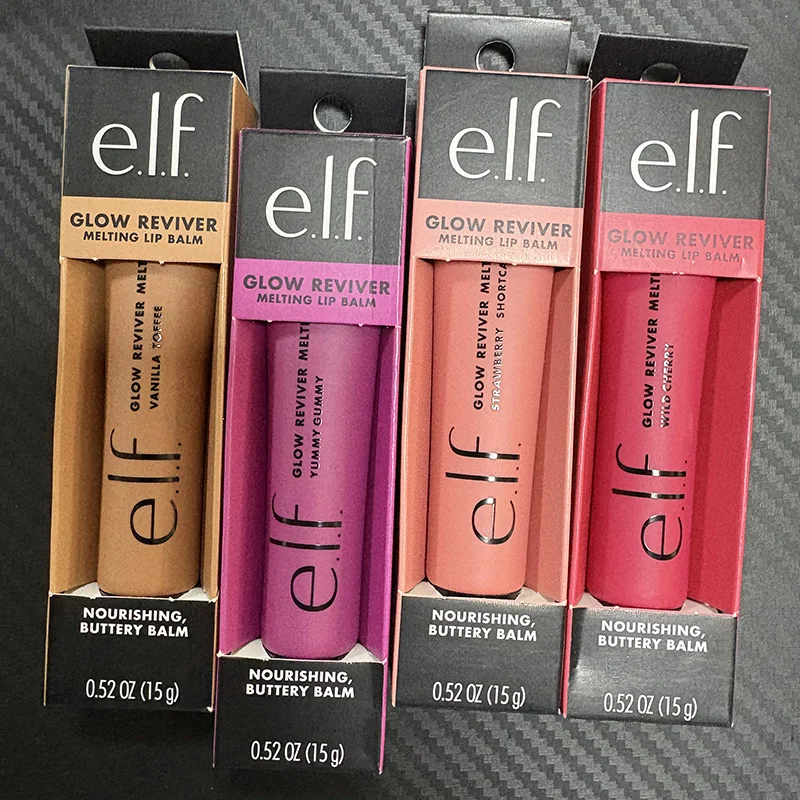 e.l.f.
GLOW REVIVER
MELTING LIP BALM
GLOW REVIVER MELT
VANILLA TOFFEE
e.l.f.
NOURISHING,
BUTTERY BALM
0.52 OZ (15 g)
e.l.f.
GLOW REVIVER
MELTING LIP BALM
GLOW REVIVER MELTI
YUMMY GUMMY
e.l.f.
NOURISHING,
BUTTERY BALM
0.52 OZ (15 g)
e.l.f.
GLOW REVIVER
MELTING LIP BALM
GLOW REVIVER MELT
STRAWBERRY SHORTCA
e.l.f.
NOURISHING,
BUTTERY BALM
0.52 OZ (15 g)
e.l.f.
GLOW REVIVER
MELTING LIP BALM
GLOW REVIVER MELTI
WILD CHERRY
e.l.f.
NOURISHING,
BUTTERY BALM
0.52 OZ (15 g)